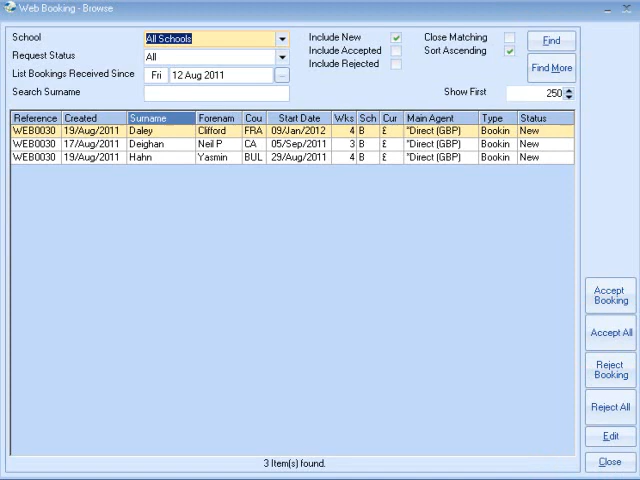 Web Booking - Browse
School All Schools Include New Close Matching Find
Request Status All Include Accepted Sort Ascending
List Bookings Received Since Fri 12 Aug 2011 ... Include Rejected Find More
Search Surname Show First 250
Reference Created Surname Forenam Cou Start Date Wks Sch Cur Main Agent Type Status
WEB0030 19/Aug/2011 Daley Clifford FRA 09/Jan/2012 4 B £ "Direct (GBP) Bookin New
WEB0030 17/Aug/2011 Deighan Neil P CA 05/Sep/2011 3 B £ "Direct (GBP) Bookin New
WEB0030 19/Aug/2011 Hahn Yasmin BUL 29/Aug/2011 4 B £ "Direct (GBP) Bookin New
Accept
Booking
Accept All
Reject
Booking
Reject All
Edit
Close
3 Item(s) found.